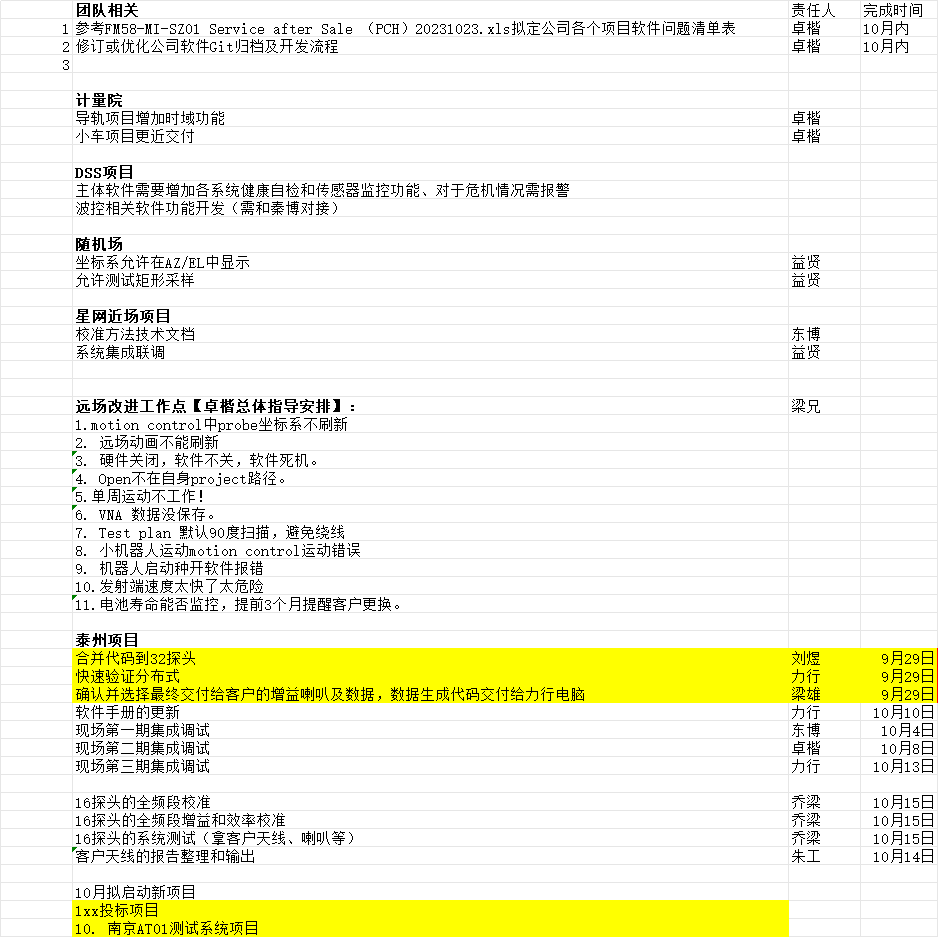 团队相关 责任人 完成时间
1 参考FM58-MI-SZ01 Service after Sale （PCH）20231023.xls拟定公司各个项目软件问题清单表 卓楷 10月内
2 修订或优化公司软件Git归档及开发流程 卓楷 10月内
3
计量院
导轨项目增加时域功能 卓楷
小车项目更近交付 卓楷
DSS项目
主体软件需要增加各系统健康自检和传感器监控功能、对于危机情况需报警
波控相关软件功能开发（需和秦博对接）
随机场
坐标系允许在AZ/EL中显示 益贤
允许测试矩形采样 益贤
星网近场项目
校准方法技术文档 东博
系统集成联调 益贤
远场改进工作点【卓楷总体指导安排】： 梁兄
1.motion control中probe坐标系不刷新
2. 远场动画不能刷新
3. 硬件关闭，软件不关，软件死机。
4. Open不在自身project路径。
5.单周运动不工作！
6. VNA 数据没保存。
7. Test plan 默认90度扫描，避免绕线
8. 小机器人运动motion control运动错误
9. 机器人启动种开软件报错
10.发射端速度太快了太危险
11.电池寿命能否监控，提前3个月提醒客户更换。
泰州项目
合并代码到32探头 刘煜 9月29日
快速验证分布式 力行 9月29日
确认并选择最终交付给客户的增益喇叭及数据，数据生成代码交付给力行电脑 梁雄 9月29日
软件手册的更新 力行 10月10日
现场第一期集成调试 东博 10月4日
现场第二期集成调试 卓楷 10月8日
现场第三期集成调试 力行 10月13日
16探头的全频段校准 乔梁 10月15日
16探头的全频段增益和效率校准 乔梁 10月15日
16探头的系统测试（拿客户天线、喇叭等） 乔梁 10月15日
客户天线的报告整理和输出 朱工 10月14日
10月拟启动新项目
1xx投标项目
10. 南京AT01测试系统项目